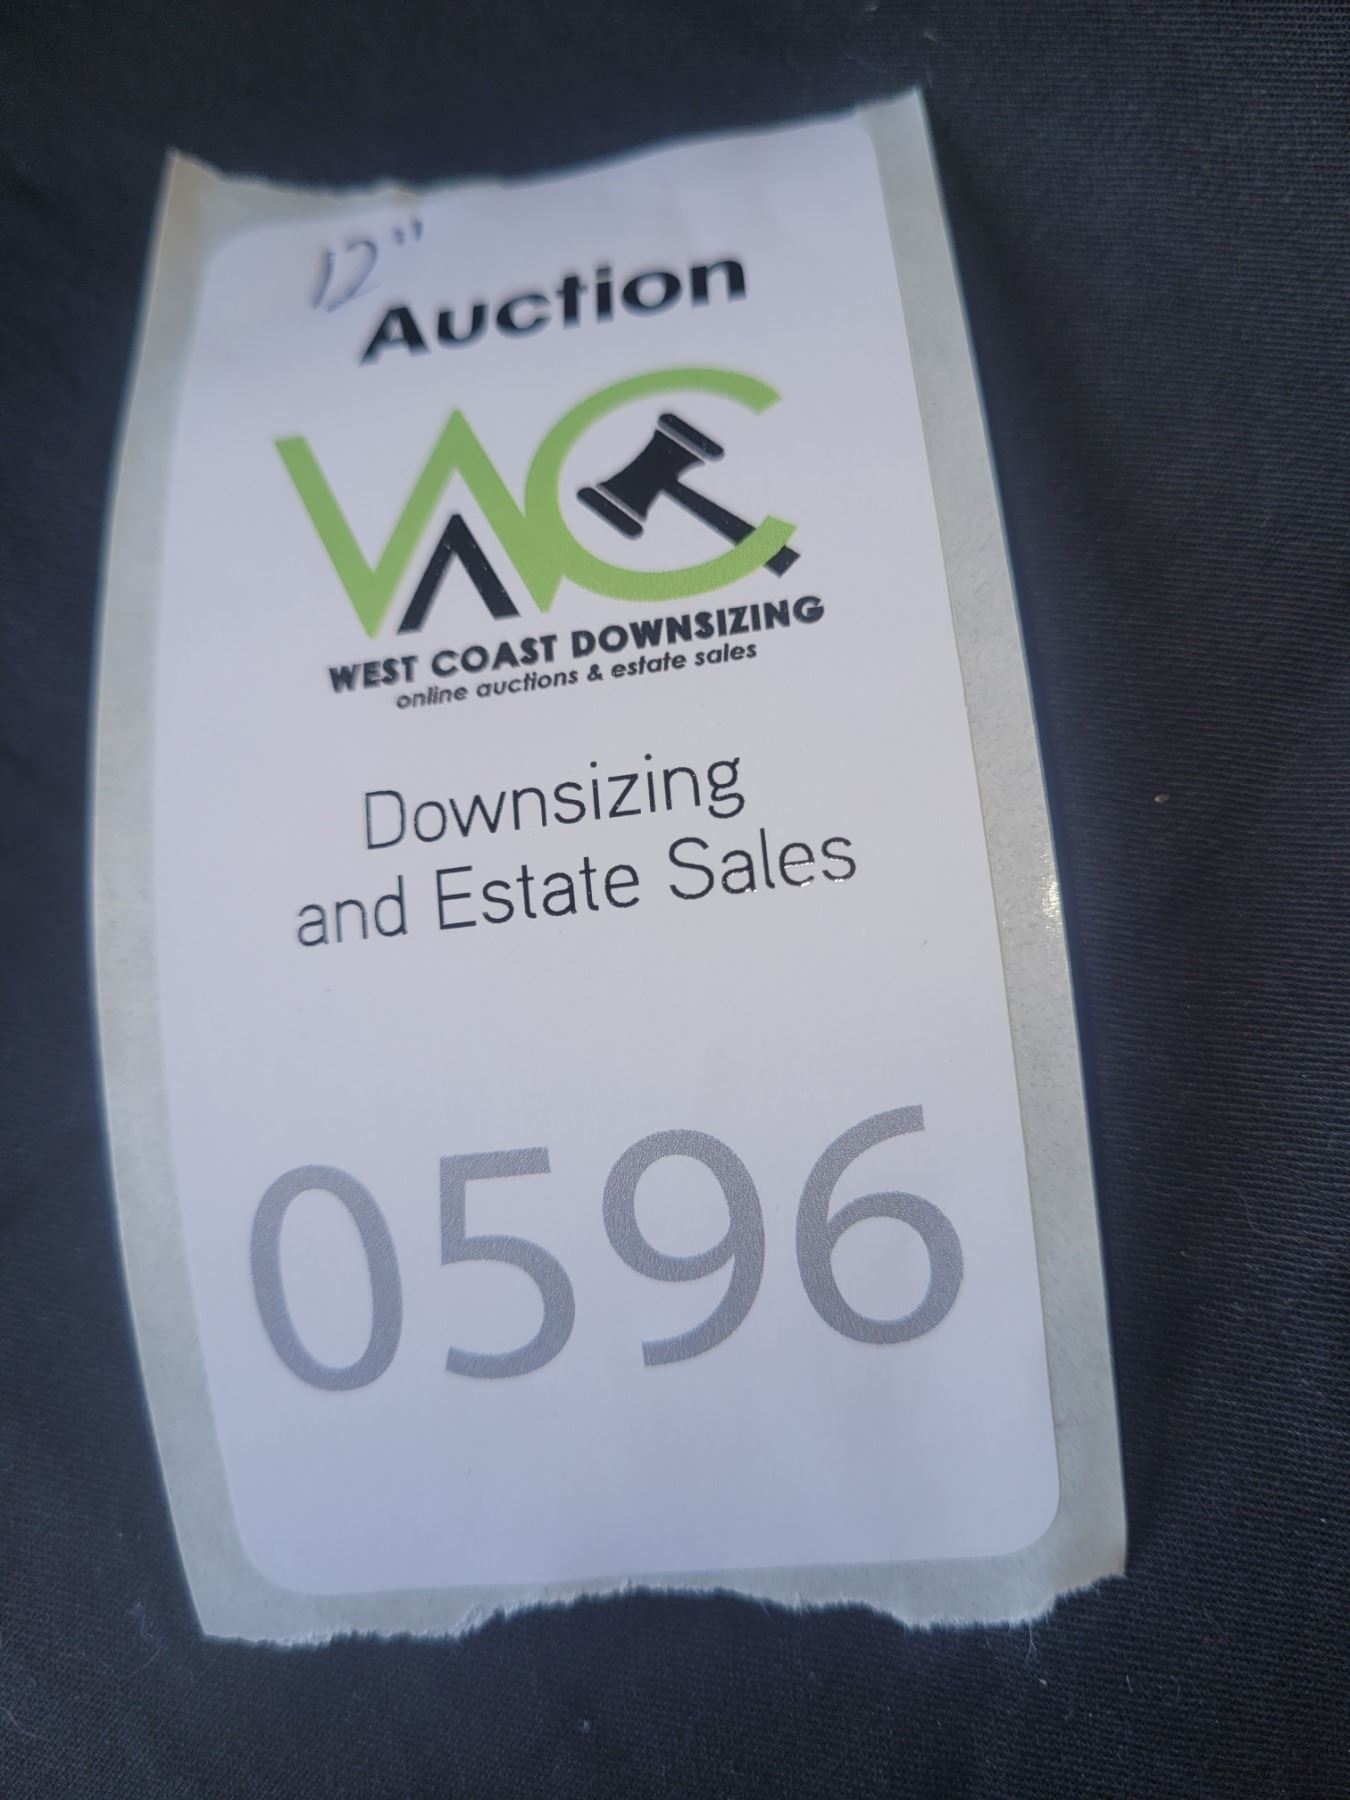 12"
Auction
WC
WEST COAST DOWNSIZING
online auctions & estate sales
Downsizing
and Estate Sales
0596